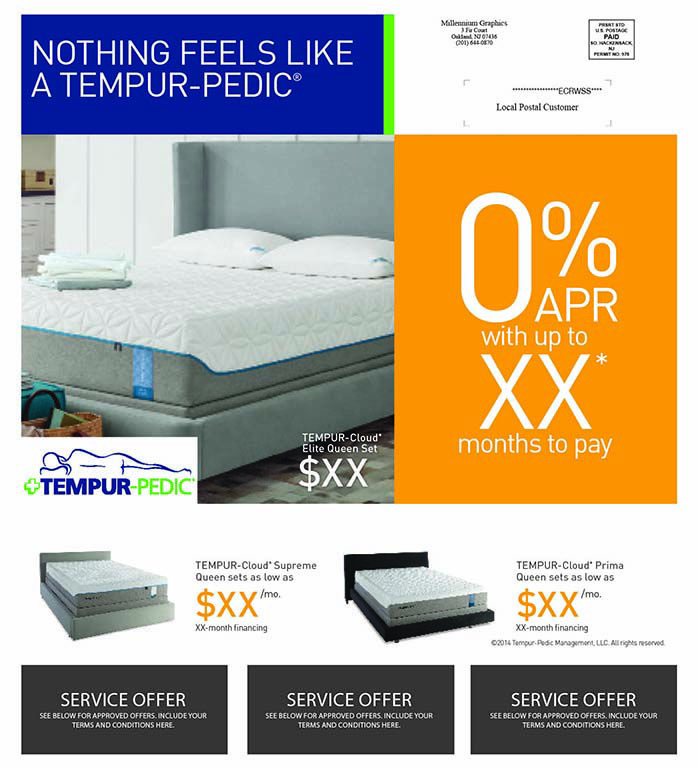 NOTHING FEELS LIKE
A TEMPUR-PEDIC®
Millennium Graphics
3 Fir Court
Oakland, NJ 07436
(201) 644-0870
PRSRT STD
U.S. POSTAGE
PAID
SO. HACKENSACK,
NJ
PERMIT NO. 978
****************ECRWSS****
Local Postal Customer
0%
APR
with up to
XX*
months to pay
TEMPUR-Cloud®
Elite Queen Set
$XX
TEMPUR-PEDIC®
TEMPUR-Cloud® Supreme
Queen sets as low as
$XX/mo.
XX-month financing
TEMPUR-Cloud® Prima
Queen sets as low as
$XX/mo.
XX-month financing
©2014 Tempur-Pedic Management, LLC. All rights reserved.
SERVICE OFFER
SEE BELOW FOR APPROVED OFFERS. INCLUDE YOUR
TERMS AND CONDITIONS HERE.
SERVICE OFFER
SEE BELOW FOR APPROVED OFFERS. INCLUDE YOUR
TERMS AND CONDITIONS HERE.
SERVICE OFFER
SEE BELOW FOR APPROVED OFFERS. INCLUDE YOUR
TERMS AND CONDITIONS HERE.